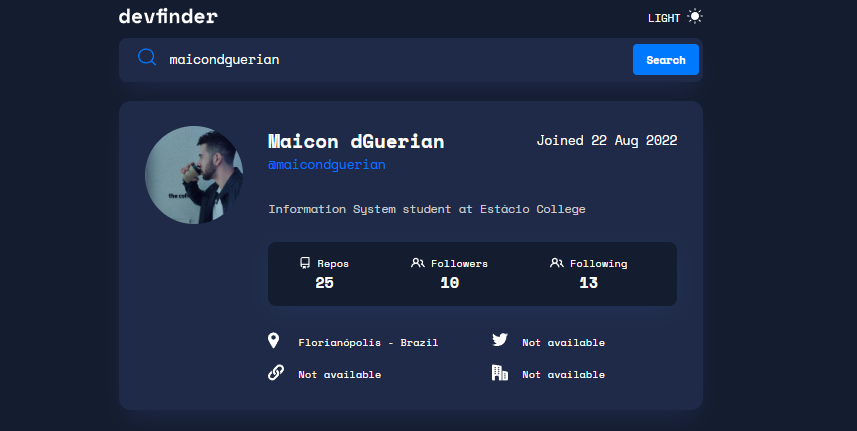 devfinder
LIGHT
maicondguerian
Search
Maicon dGuerian
Joined 22 Aug 2022
@maicondguerian
Information System student at Estácio College
Repos
Followers
Following
25
10
13
Florianópolis - Brazil
Not available
Not available
Not available